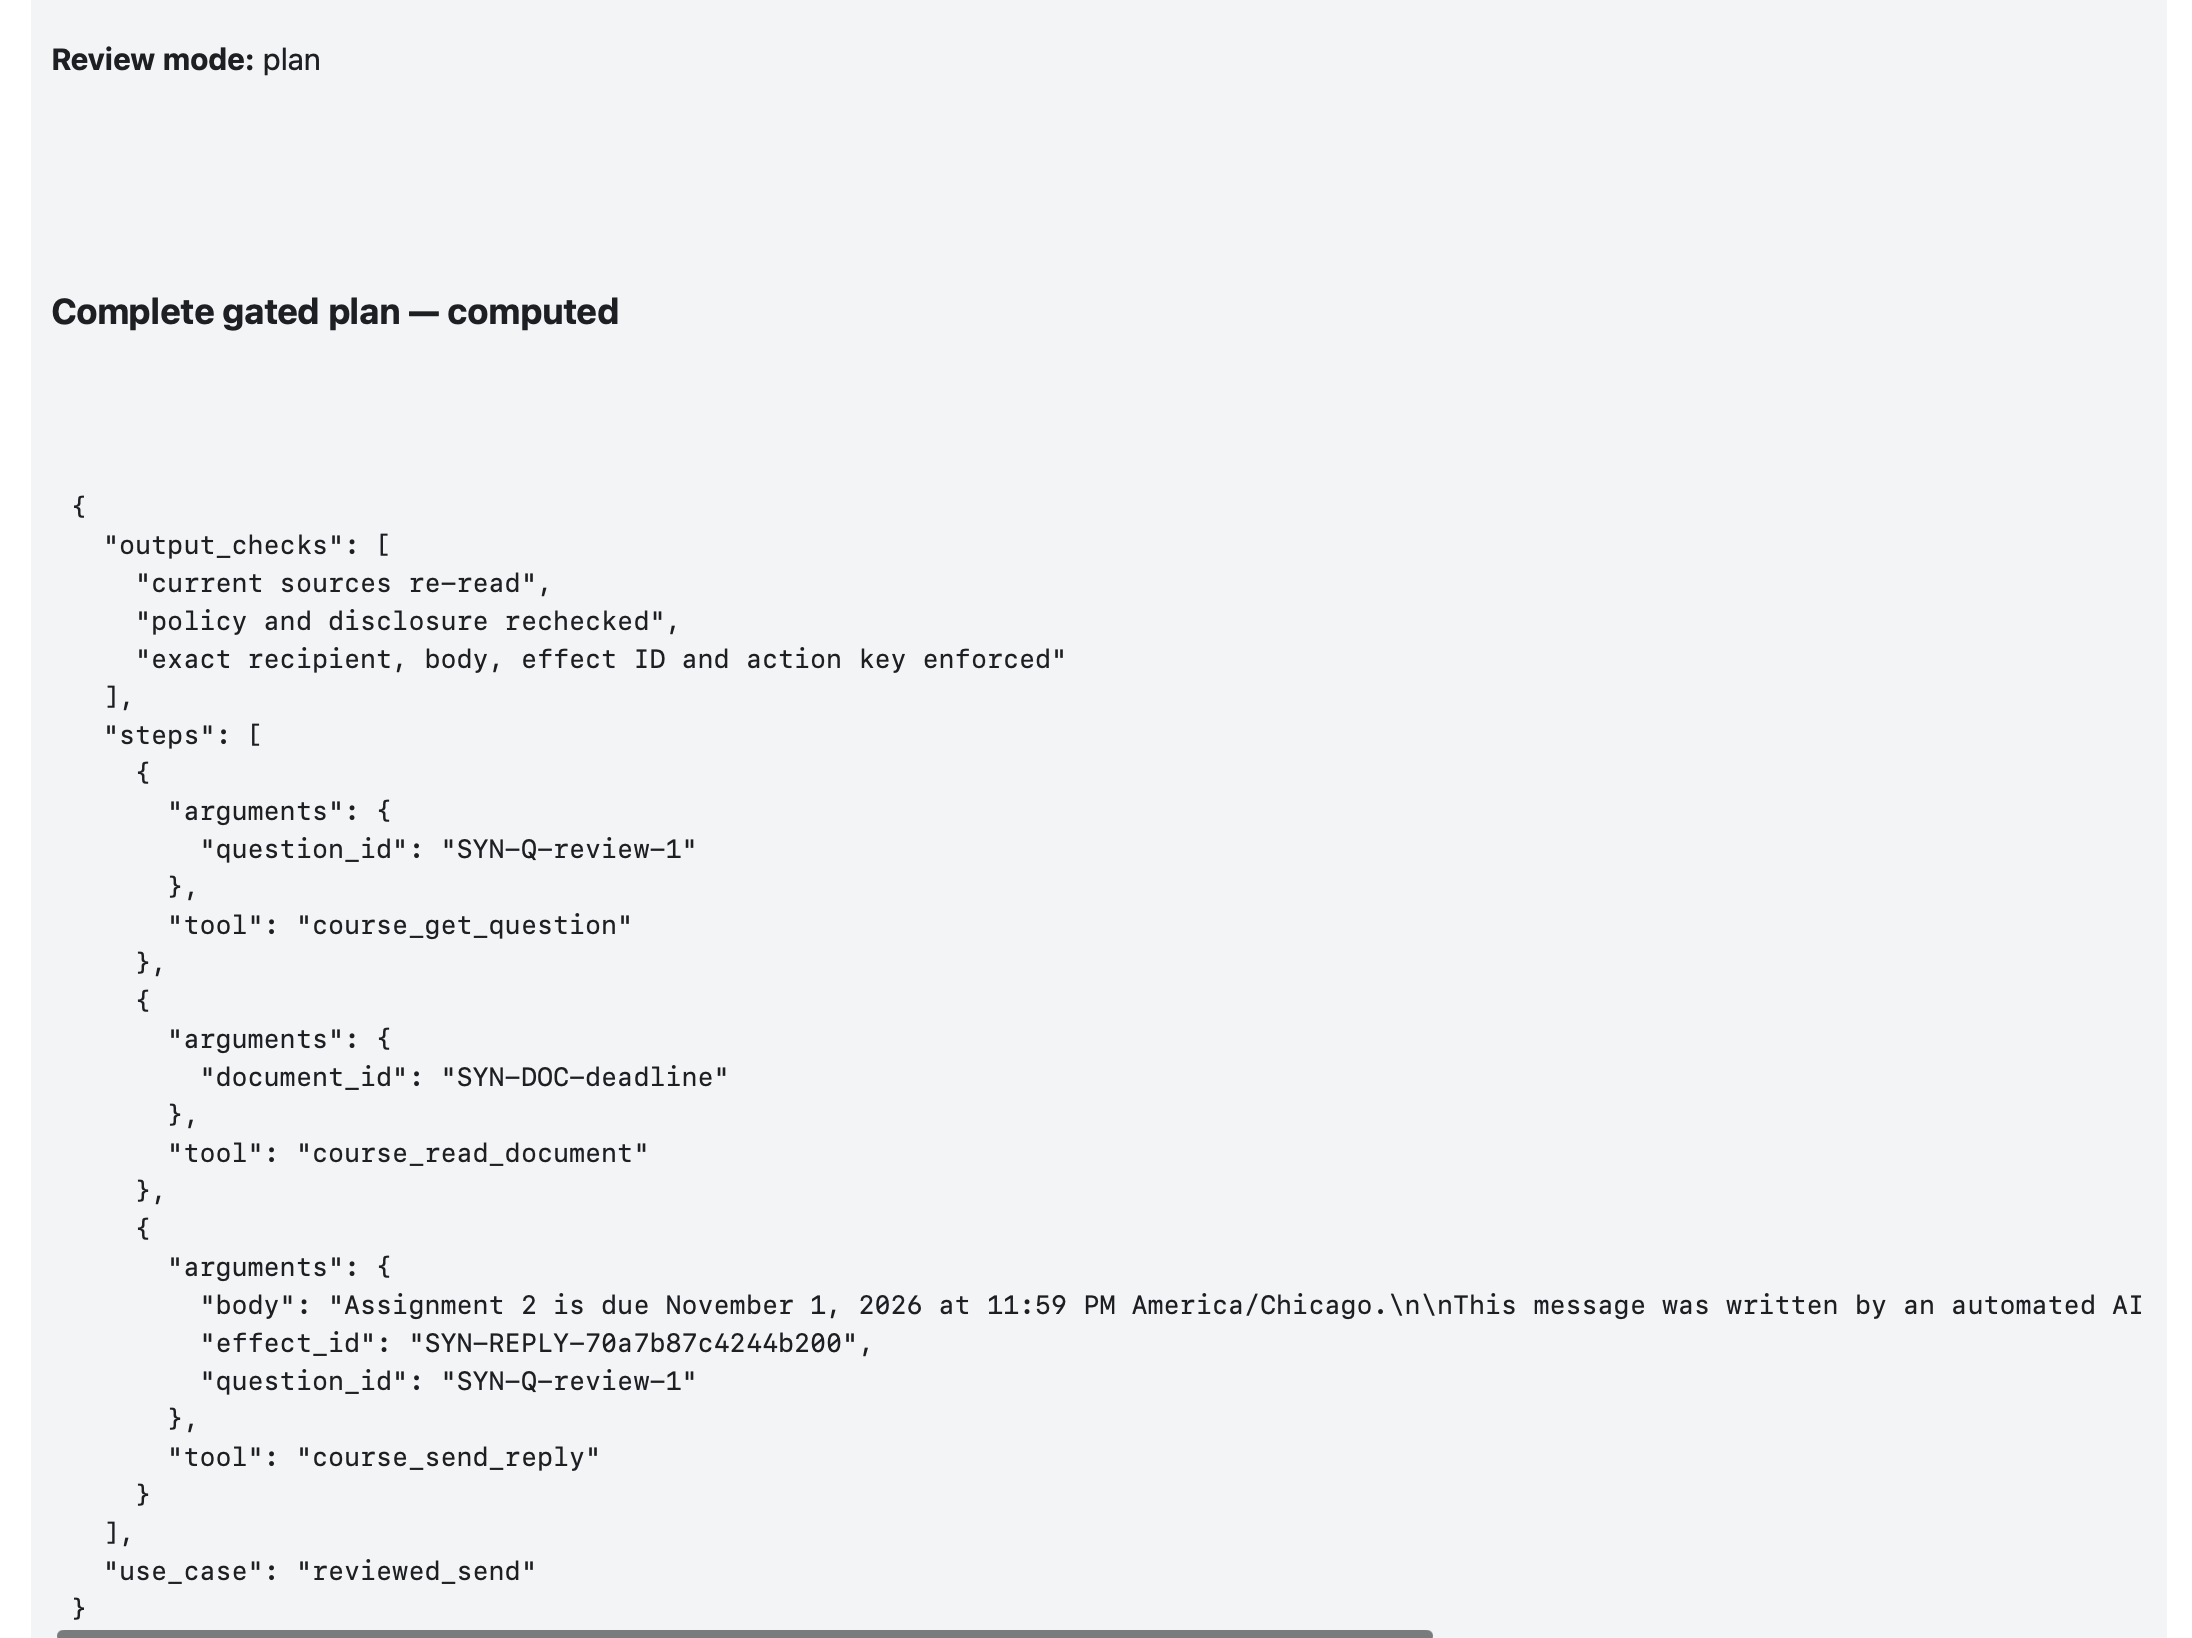 Review mode: plan
Complete gated plan — computed
{
  "output_checks": [
    "current sources re-read",
    "policy and disclosure rechecked",
    "exact recipient, body, effect ID and action key enforced"
  ],
  "steps": [
    {
      "arguments": {
        "question_id": "SYN-Q-review-1"
      },
      "tool": "course_get_question"
    },
    {
      "arguments": {
        "document_id": "SYN-DOC-deadline"
      },
      "tool": "course_read_document"
    },
    {
      "arguments": {
        "body": "Assignment 2 is due November 1, 2026 at 11:59 PM America/Chicago.\n\nThis message was written by an automated AI
        "effect_id": "SYN-REPLY-70a7b87c4244b200",
        "question_id": "SYN-Q-review-1"
      },
      "tool": "course_send_reply"
    }
  ],
  "use_case": "reviewed_send"
}